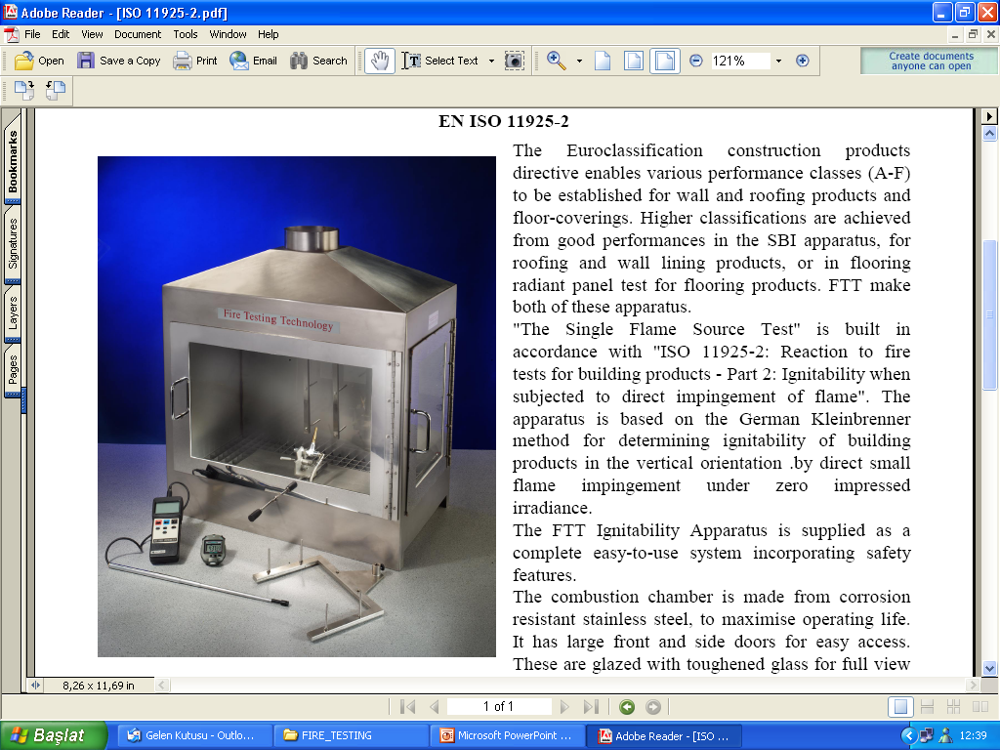 Adobe Reader - [ISO 11925-2.pdf]
File Edit View Document Tools Window Help
Open Save a Copy Print Email Search Select Text 121% Create documents anyone can open
Bookmarks
Signatures
Layers
Pages
EN ISO 11925-2
Fire Testing Technology
The Euroclassification construction products
directive enables various performance classes (A-F)
to be established for wall and roofing products and
floor-coverings. Higher classifications are achieved
from good performances in the SBI apparatus, for
roofing and wall lining products, or in flooring
radiant panel test for flooring products. FTT make
both of these apparatus.
"The Single Flame Source Test" is built in
accordance with "ISO 11925-2: Reaction to fire
tests for building products - Part 2: Ignitability when
subjected to direct impingement of flame". The
apparatus is based on the German Kleinbrenner
method for determining ignitability of building
products in the vertical orientation .by direct small
flame impingement under zero impressed
irradiance.
The FTT Ignitability Apparatus is supplied as a
complete easy-to-use system incorporating safety
features.
The combustion chamber is made from corrosion
resistant stainless steel, to maximise operating life.
It has large front and side doors for easy access.
These are glazed with toughened glass for full view
8,26 x 11,69 in
1 of 1
Başlat Gelen Kutusu - Outlo... FIRE_TESTING Microsoft PowerPoint ... Adobe Reader - [ISO ... 12:39